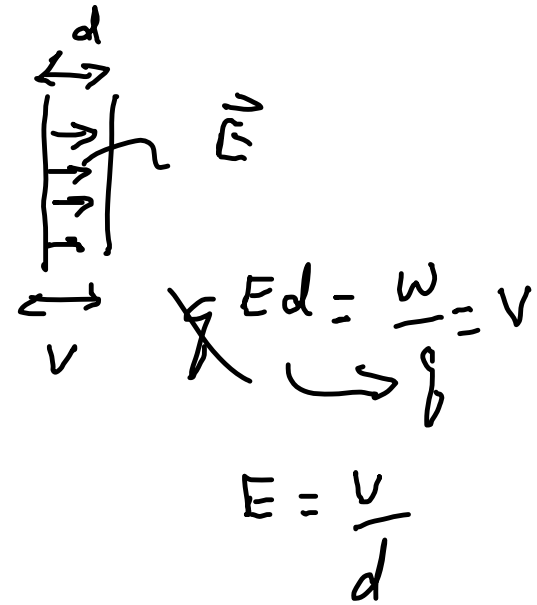 d
E
V
q Ed = W/q = V
E = V/d